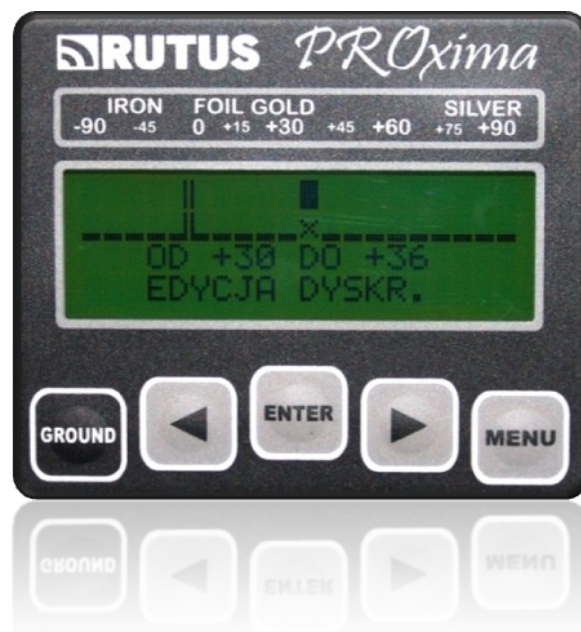 RUTUS PROxima
IRON FOIL GOLD SILVER
-90 -45 0 +15 +30 +45 +60 +75 +90
OD +30 DO +36
EDYCJA DYSKR.
GROUND ENTER MENU